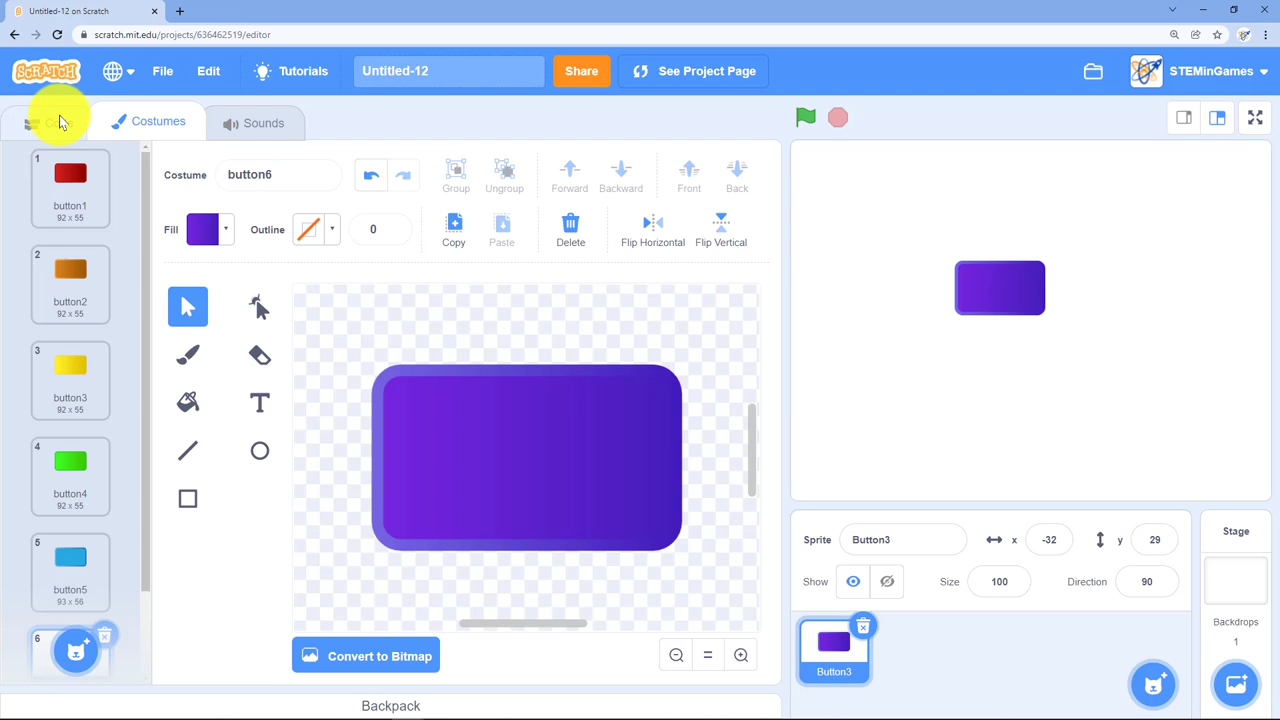 Untitled-12 on Scratch
scratch.mit.edu/projects/636462519/editor
SCRATCH
File
Edit
Tutorials
Untitled-12
Share
See Project Page
STEMinGames
Costumes
Sounds
1
button1
92 x 55
2
button2
92 x 55
3
button3
92 x 55
4
button4
92 x 55
5
button5
93 x 56
6
Costume
button6
Group
Ungroup
Forward
Backward
Front
Back
Fill
Outline
0
Copy
Paste
Delete
Flip Horizontal
Flip Vertical
T
Convert to Bitmap
Backpack
Sprite
Button3
x
-32
y
29
Show
Size
100
Direction
90
Button3
Stage
Backdrops
1